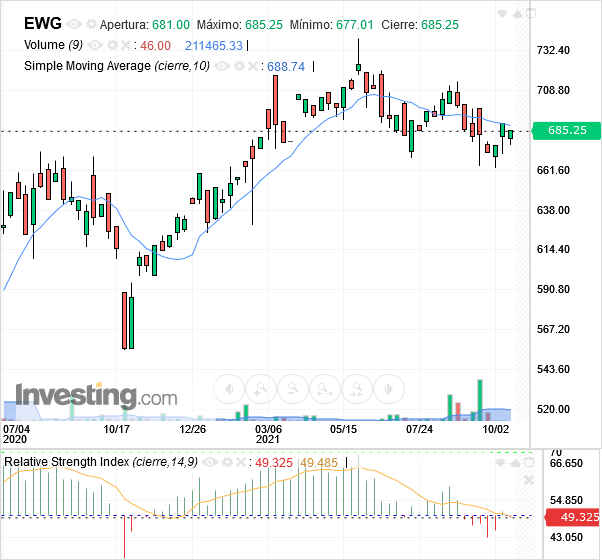 EWG Apertura: 681.00 Máximo: 685.25 Mínimo: 677.01 Cierre: 685.25
Volume (9) : 46.00 211465.33
Simple Moving Average (cierre,10) : 688.74
732.40
708.80
685.25
661.60
638.00
614.40
590.80
567.20
543.60
520.00
Investing.com
07/04 10/17 12/26 03/06 05/15 07/24 10/02
2020 2021
Relative Strength Index (cierre,14,9) : 49.325 49.485
70
66.650
54.850
49.325
43.050